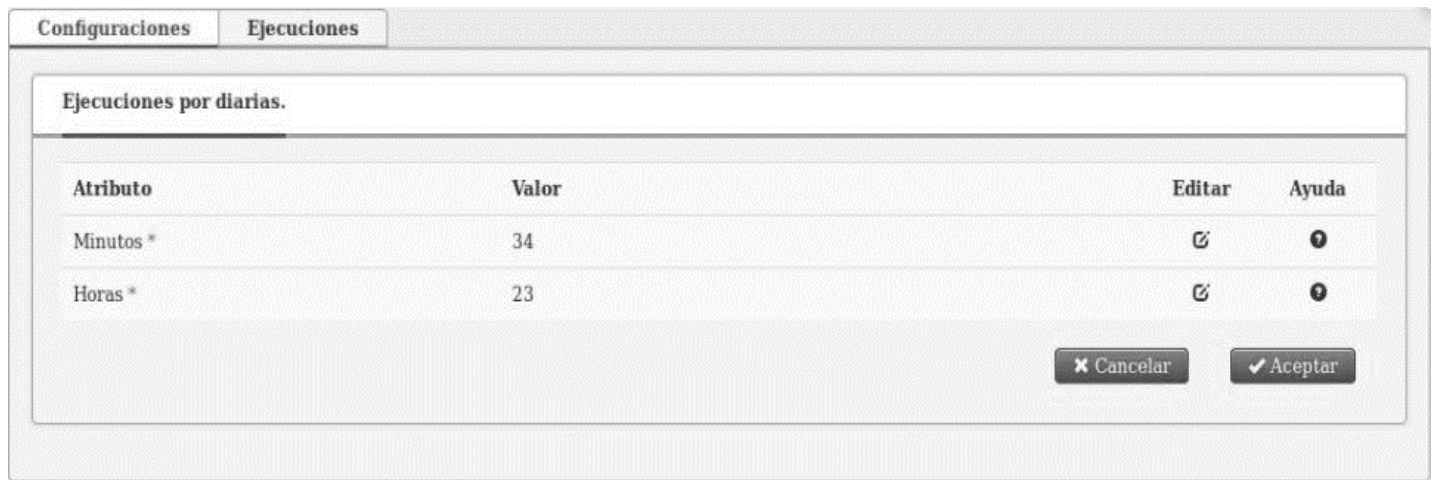 Configuraciones Ejecuciones
Ejecuciones por diarias.
Atributo Valor Editar Ayuda
Minutos * 34
Horas * 23
Cancelar Aceptar